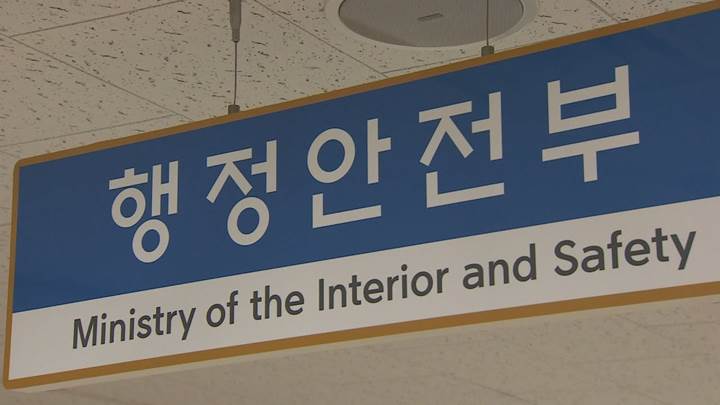 행정안전부
Ministry of the Interior and Safety